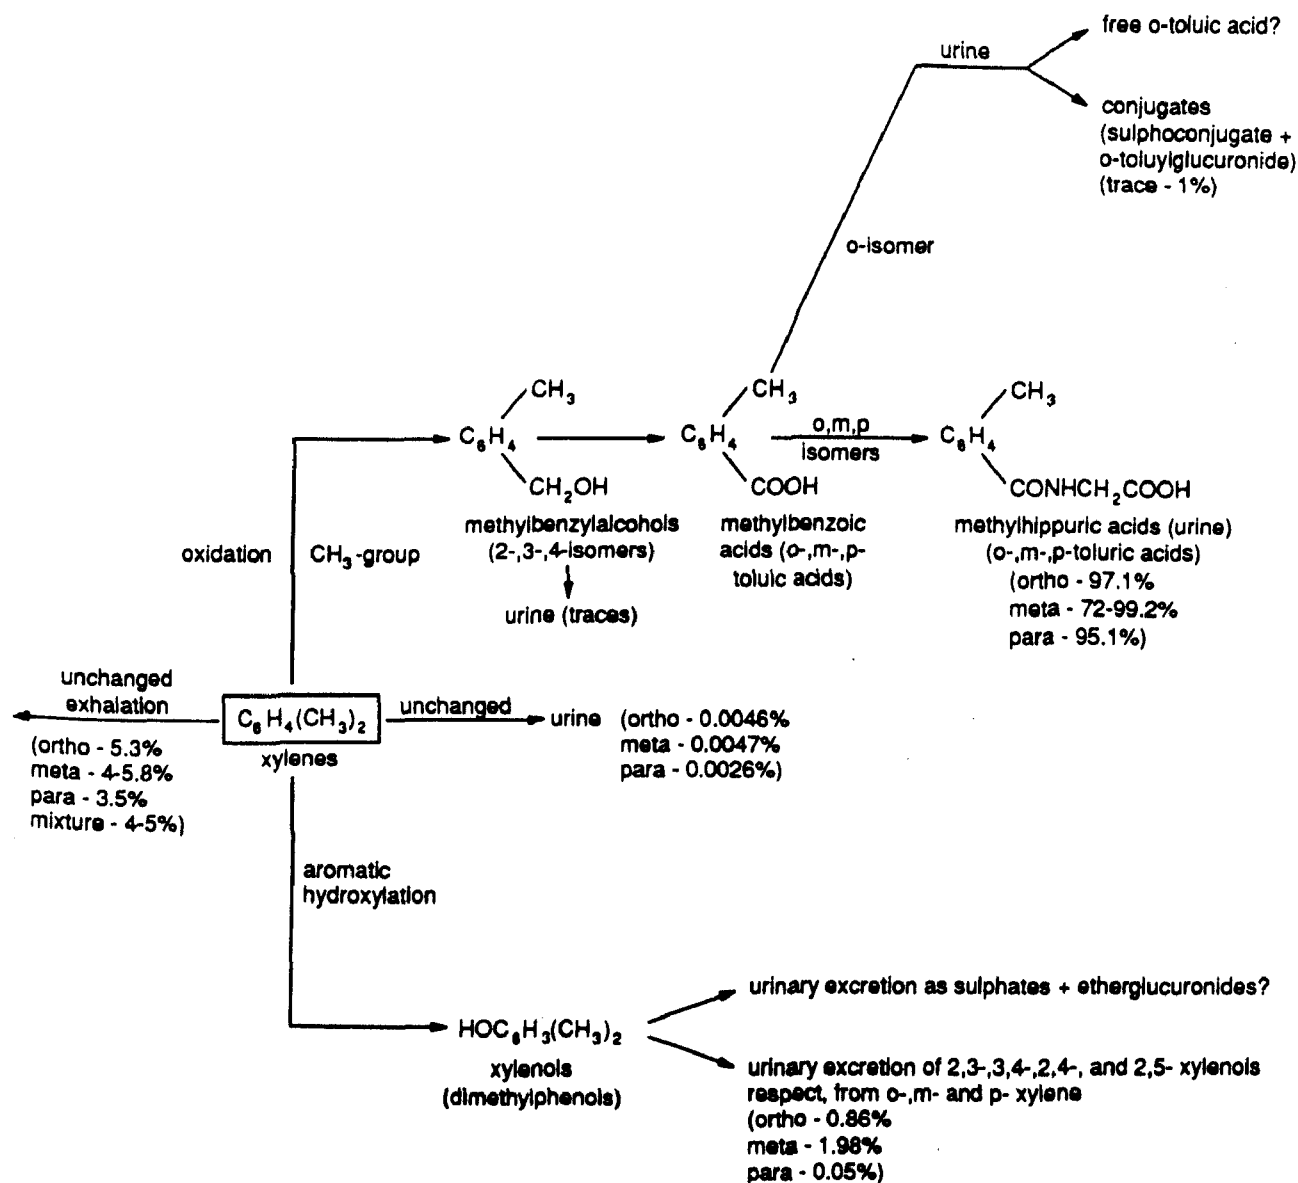 free o-toluic acid?
urine
conjugates
(sulphoconjugate +
o-toluylglucuronide)
(trace - 1%)
o-isomer
CH₃
C₆H₄
CH₂OH
methylbenzylalcohols
(2-,3-,4-isomers)
urine (traces)
CH₃
C₆H₄
COOH
methylbenzoic
acids (o-,m-,p-
toluic acids)
o,m,p
isomers
CH₃
C₆H₄
CONHCH₂COOH
methylhippuric acids (urine)
(o-,m-,p-toluric acids)
(ortho - 97.1%
meta - 72-99.2%
para - 95.1%)
oxidation
CH₃-group
unchanged
exhalation
(ortho - 5.3%
meta - 4-5.8%
para - 3.5%
mixture - 4-5%)
C₆H₄(CH₃)₂
xylenes
unchanged
urine
(ortho - 0.0046%
meta - 0.0047%
para - 0.0026%)
aromatic
hydroxylation
HOC₆H₃(CH₃)₂
xylenols
(dimethylphenols)
urinary excretion as sulphates + etherglucuronides?
urinary excretion of 2,3-,3,4-,2,4-, and 2,5- xylenols
respect, from o-,m- and p- xylene
(ortho - 0.86%
meta - 1.98%
para - 0.05%)